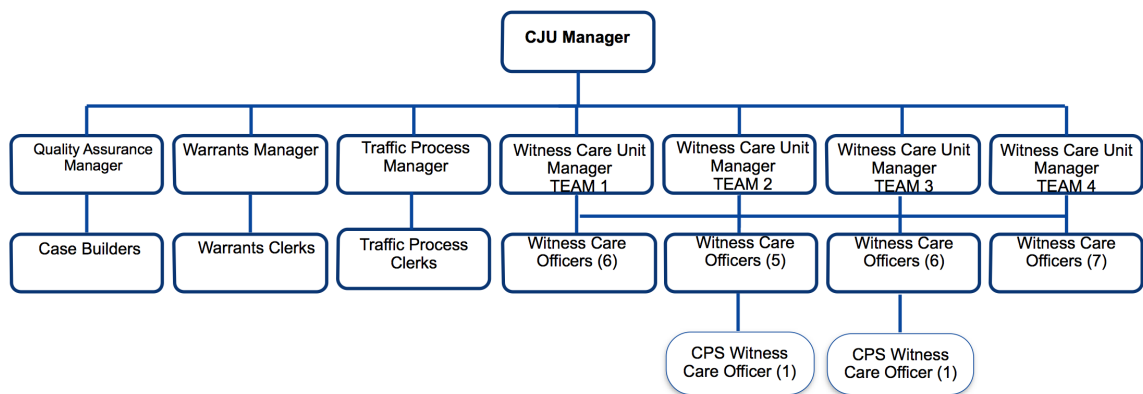 CJU Manager
Quality Assurance
Manager
Warrants Manager
Traffic Process
Manager
Witness Care Unit
Manager
TEAM 1
Witness Care Unit
Manager
TEAM 2
Witness Care Unit
Manager
TEAM 3
Witness Care Unit
Manager
TEAM 4
Case Builders
Warrants Clerks
Traffic Process
Clerks
Witness Care
Officers (6)
Witness Care
Officers (5)
Witness Care
Officers (6)
Witness Care
Officers (7)
CPS Witness
Care Officer (1)
CPS Witness
Care Officer (1)